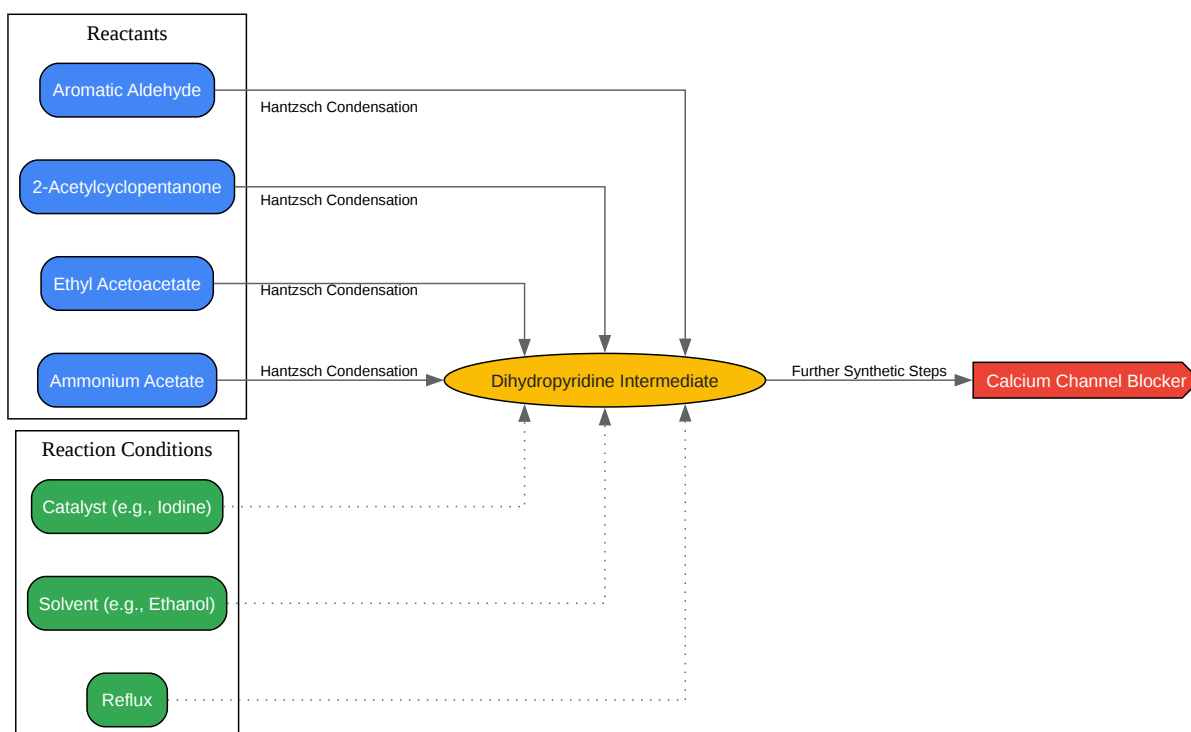 Reactants
Aromatic Aldehyde
Hantzsch Condensation
2-Acetylcyclopentanone
Hantzsch Condensation
Ethyl Acetoacetate
Hantzsch Condensation
Ammonium Acetate
Hantzsch Condensation
Dihydropyridine Intermediate
Further Synthetic Steps
Calcium Channel Blocker
Reaction Conditions
Catalyst (e.g., Iodine)
Solvent (e.g., Ethanol)
Reflux